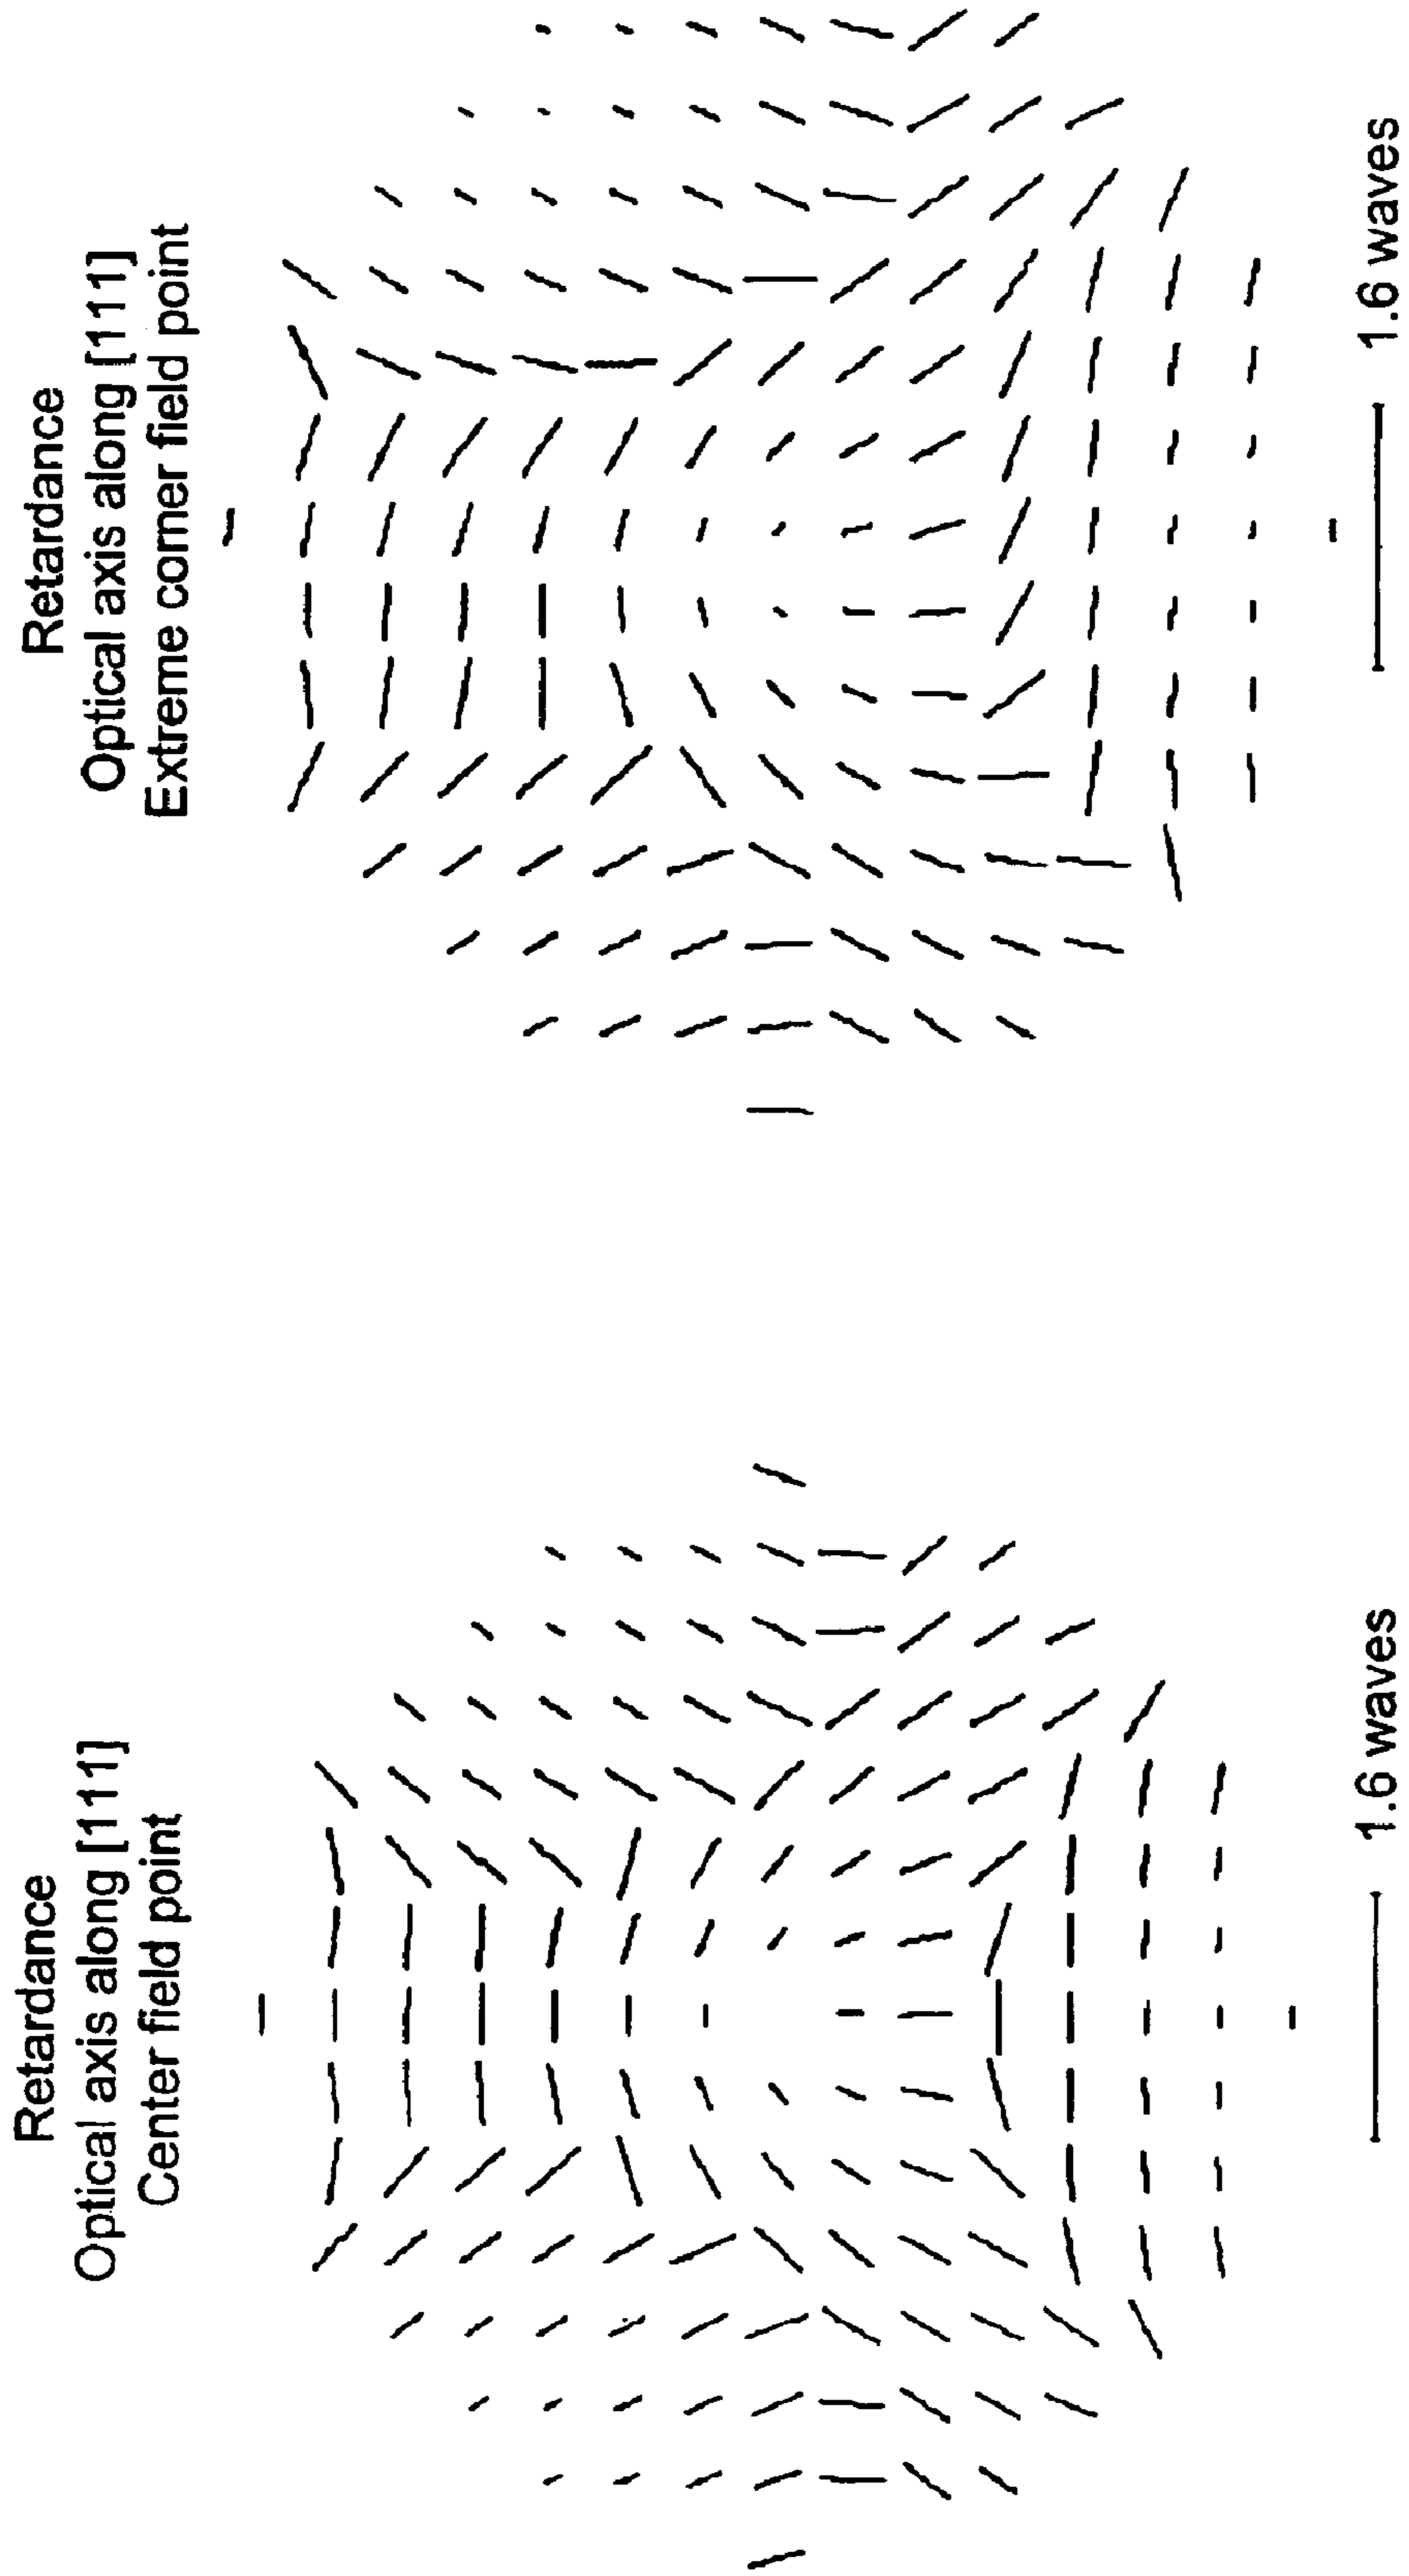 Retardance
Optical axis along [111]
Center field point
1.6 waves
Retardance
Optical axis along [111]
Extreme corner field point
1.6 waves